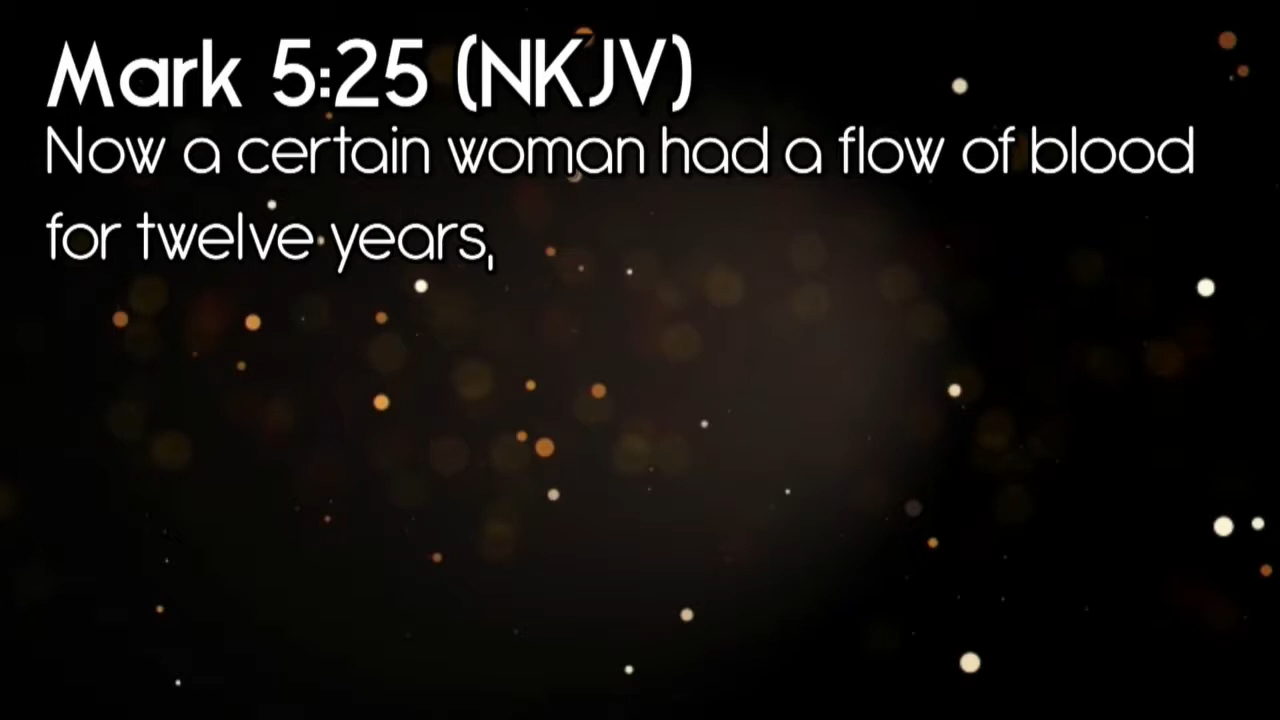 Mark 5:25 (NKJV)
Now a certain woman had a flow of blood
for twelve years,